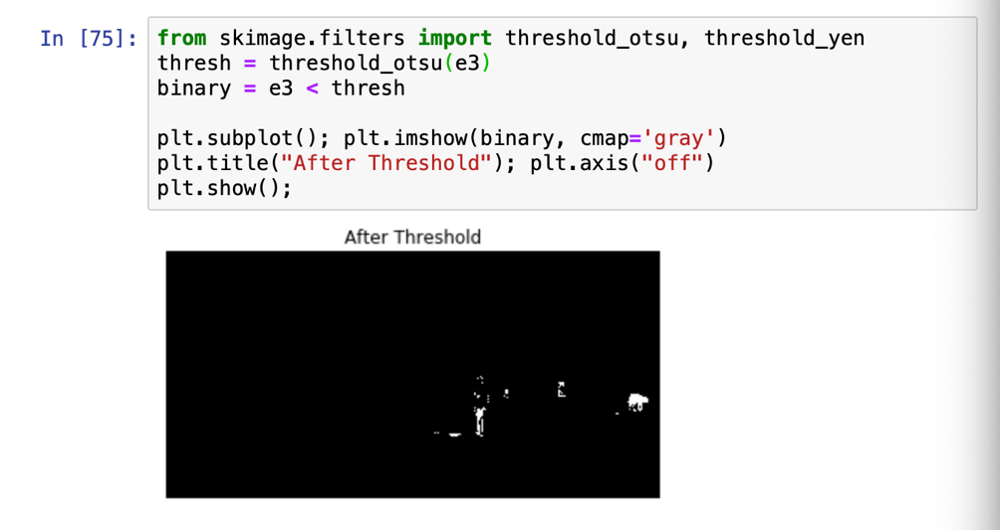 In [75]:
from skimage.filters import threshold_otsu, threshold_yen
thresh = threshold_otsu(e3)
binary = e3 < thresh
plt.subplot(); plt.imshow(binary, cmap='gray')
plt.title("After Threshold"); plt.axis("off")
plt.show();
After Threshold